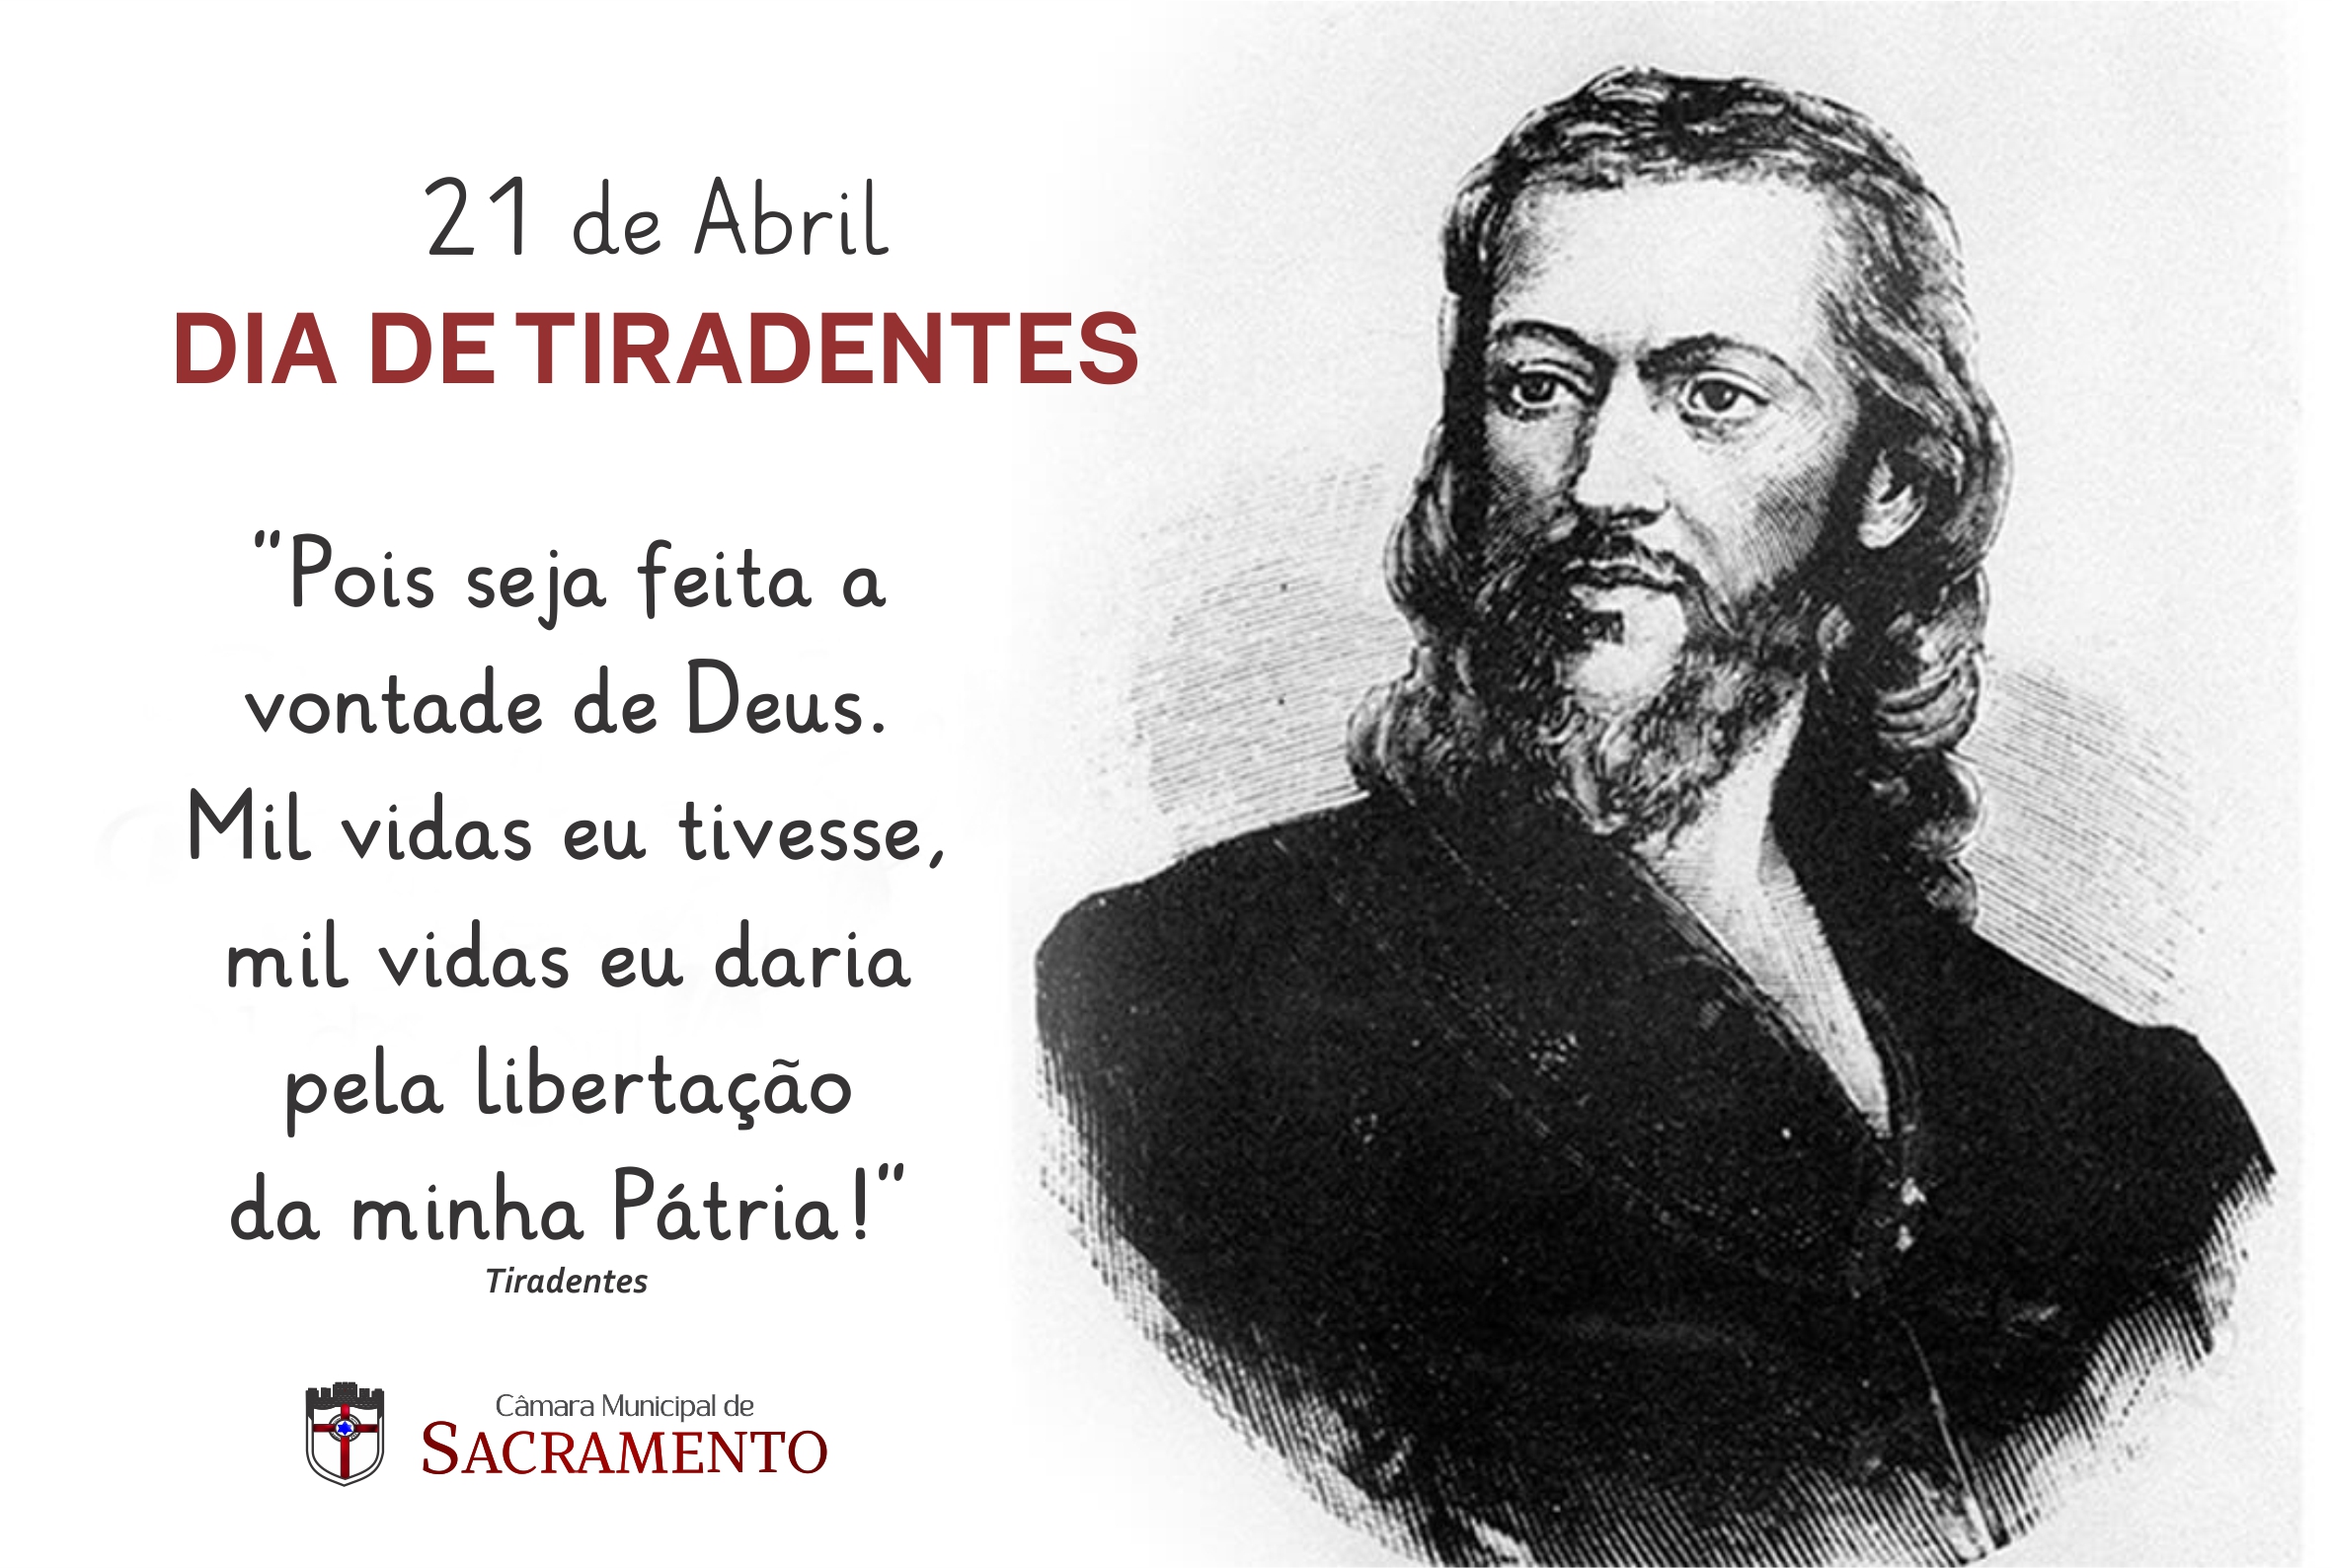 21 de Abril
DIA DE TIRADENTES
"Pois seja feita a
vontade de Deus.
Mil vidas eu tivesse,
mil vidas eu daria
pela libertação
da minha Pátria!"
Tiradentes
Câmara Municipal de
SACRAMENTO